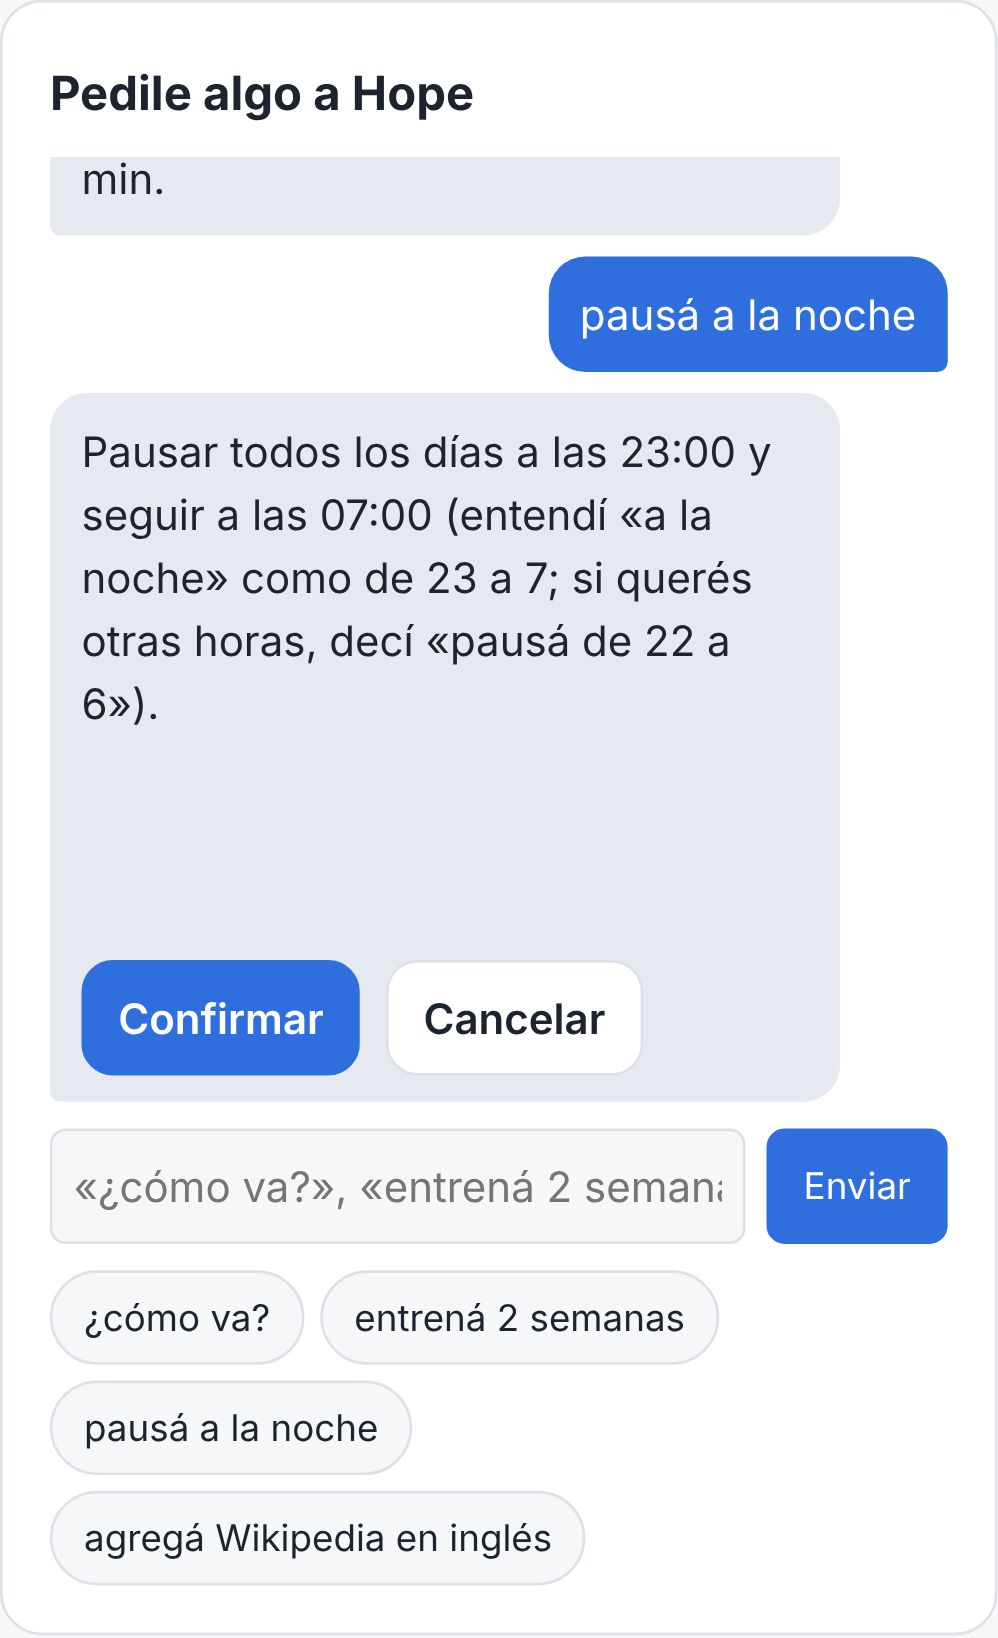 Pedile algo a Hope
min.
pausá a la noche
Pausar todos los días a las 23:00 y
seguir a las 07:00 (entendí «a la
noche» como de 23 a 7; si querés
otras horas, decí «pausá de 22 a
6»).
Confirmar
Cancelar
«¿cómo va?», «entrená 2 semana
Enviar
¿cómo va?
entrená 2 semanas
pausá a la noche
agregá Wikipedia en inglés